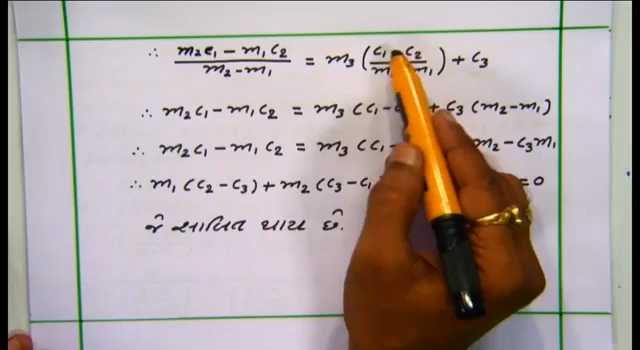 ∴ (m₂c₁ − m₁c₂)/(m₂ − m₁) = m₃ (c₁ c₂/ m₁) + c₃
∴ m₂c₁ − m₁c₂ = m₃ (c₁ − + c₃ (m₂ − m₁)
∴ m₂c₁ − m₁c₂ = m₃ (c₁ − m₂ − c₃m₁
∴ m₁(c₂ − c₃) + m₂ (c₃ − c₁ = 0
જે સાબિત થાય છે.